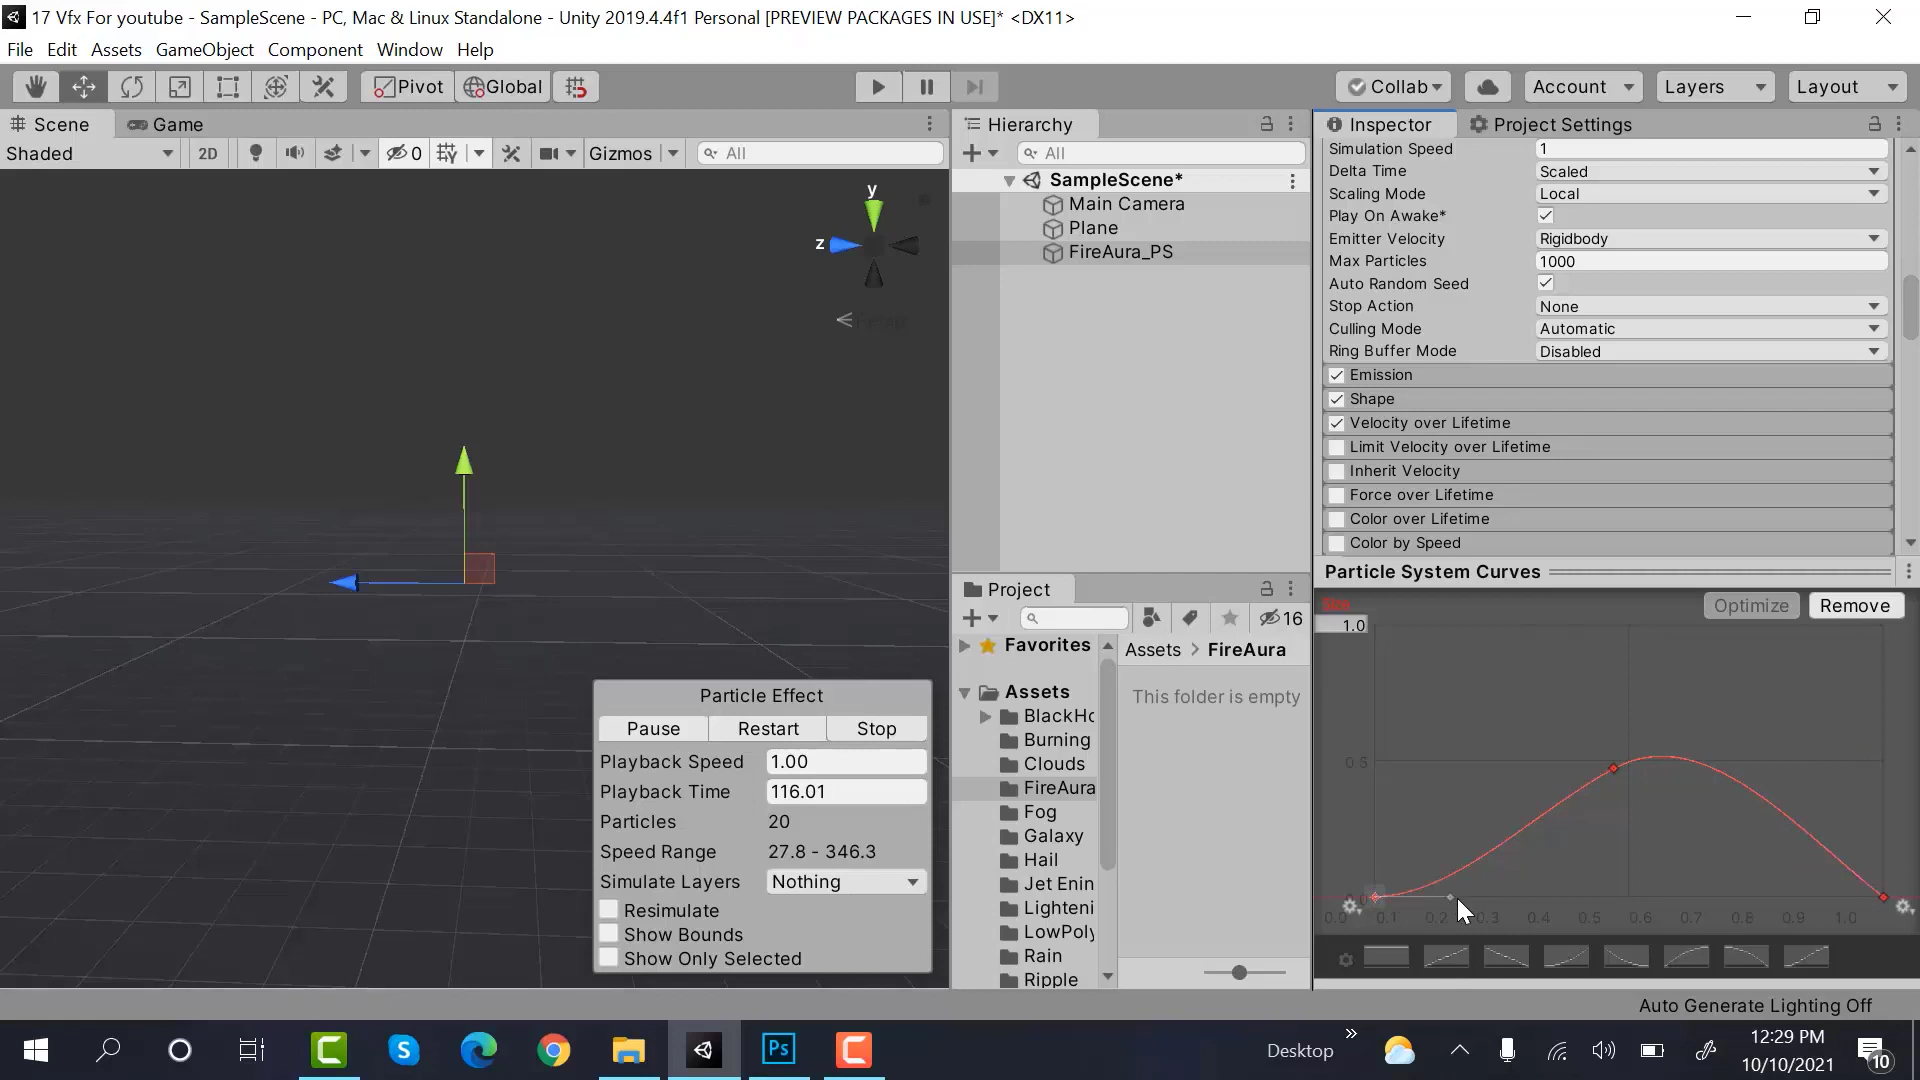 17 Vfx For youtube - SampleScene - PC, Mac & Linux Standalone - Unity 2019.4.4f1 Personal [PREVIEW PACKAGES IN USE]* <DX11>
File Edit Assets GameObject Component Window Help
Pivot Global Collab Account Layers Layout
Scene Game
Shaded 2D 0 Gizmos All
y
z
Particle Effect
Pause Restart Stop
Playback Speed 1.00
Playback Time 116.01
Particles 20
Speed Range 27.8 - 346.3
Simulate Layers Nothing
Resimulate
Show Bounds
Show Only Selected
Hierarchy
All
SampleScene*
Main Camera
Plane
FireAura_PS
Project
16
Favorites
Assets
BlackHo
Burning
Clouds
FireAura
Fog
Galaxy
Hail
Jet Enin
Lighteni
LowPoly
Rain
Ripple
Assets > FireAura
This folder is empty
Inspector Project Settings
Simulation Speed 1
Delta Time Scaled
Scaling Mode Local
Play On Awake*
Emitter Velocity Rigidbody
Max Particles 1000
Auto Random Seed
Stop Action None
Culling Mode Automatic
Ring Buffer Mode Disabled
Emission
Shape
Velocity over Lifetime
Limit Velocity over Lifetime
Inherit Velocity
Force over Lifetime
Color over Lifetime
Color by Speed
Particle System Curves
Size
Optimize Remove
1.0
0.5
0.0 0.1 0.2 0.3 0.4 0.5 0.6 0.7 0.8 0.9 1.0
Auto Generate Lighting Off
Desktop
12:29 PM
10/10/2021
10